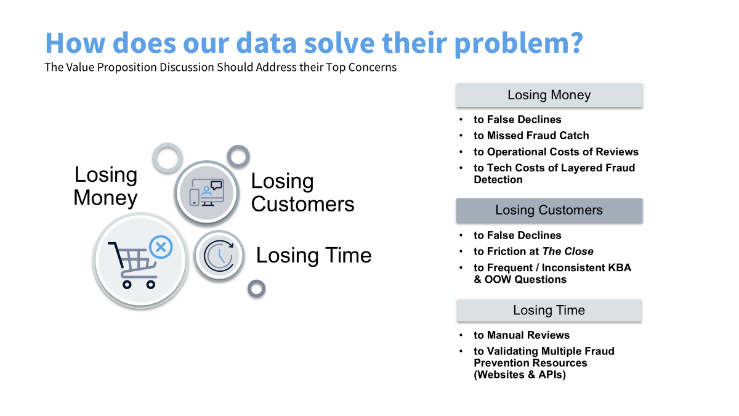 How does our data solve their problem?
The Value Proposition Discussion Should Address their Top Concerns
Losing
Money
Losing
Customers
Losing Time
Losing Money
• to False Declines
• to Missed Fraud Catch
• to Operational Costs of Reviews
• to Tech Costs of Layered Fraud
Detection
Losing Customers
• to False Declines
• to Friction at The Close
• to Frequent / Inconsistent KBA
& OOW Questions
Losing Time
• to Manual Reviews
• to Validating Multiple Fraud
Prevention Resources
(Websites & APIs)